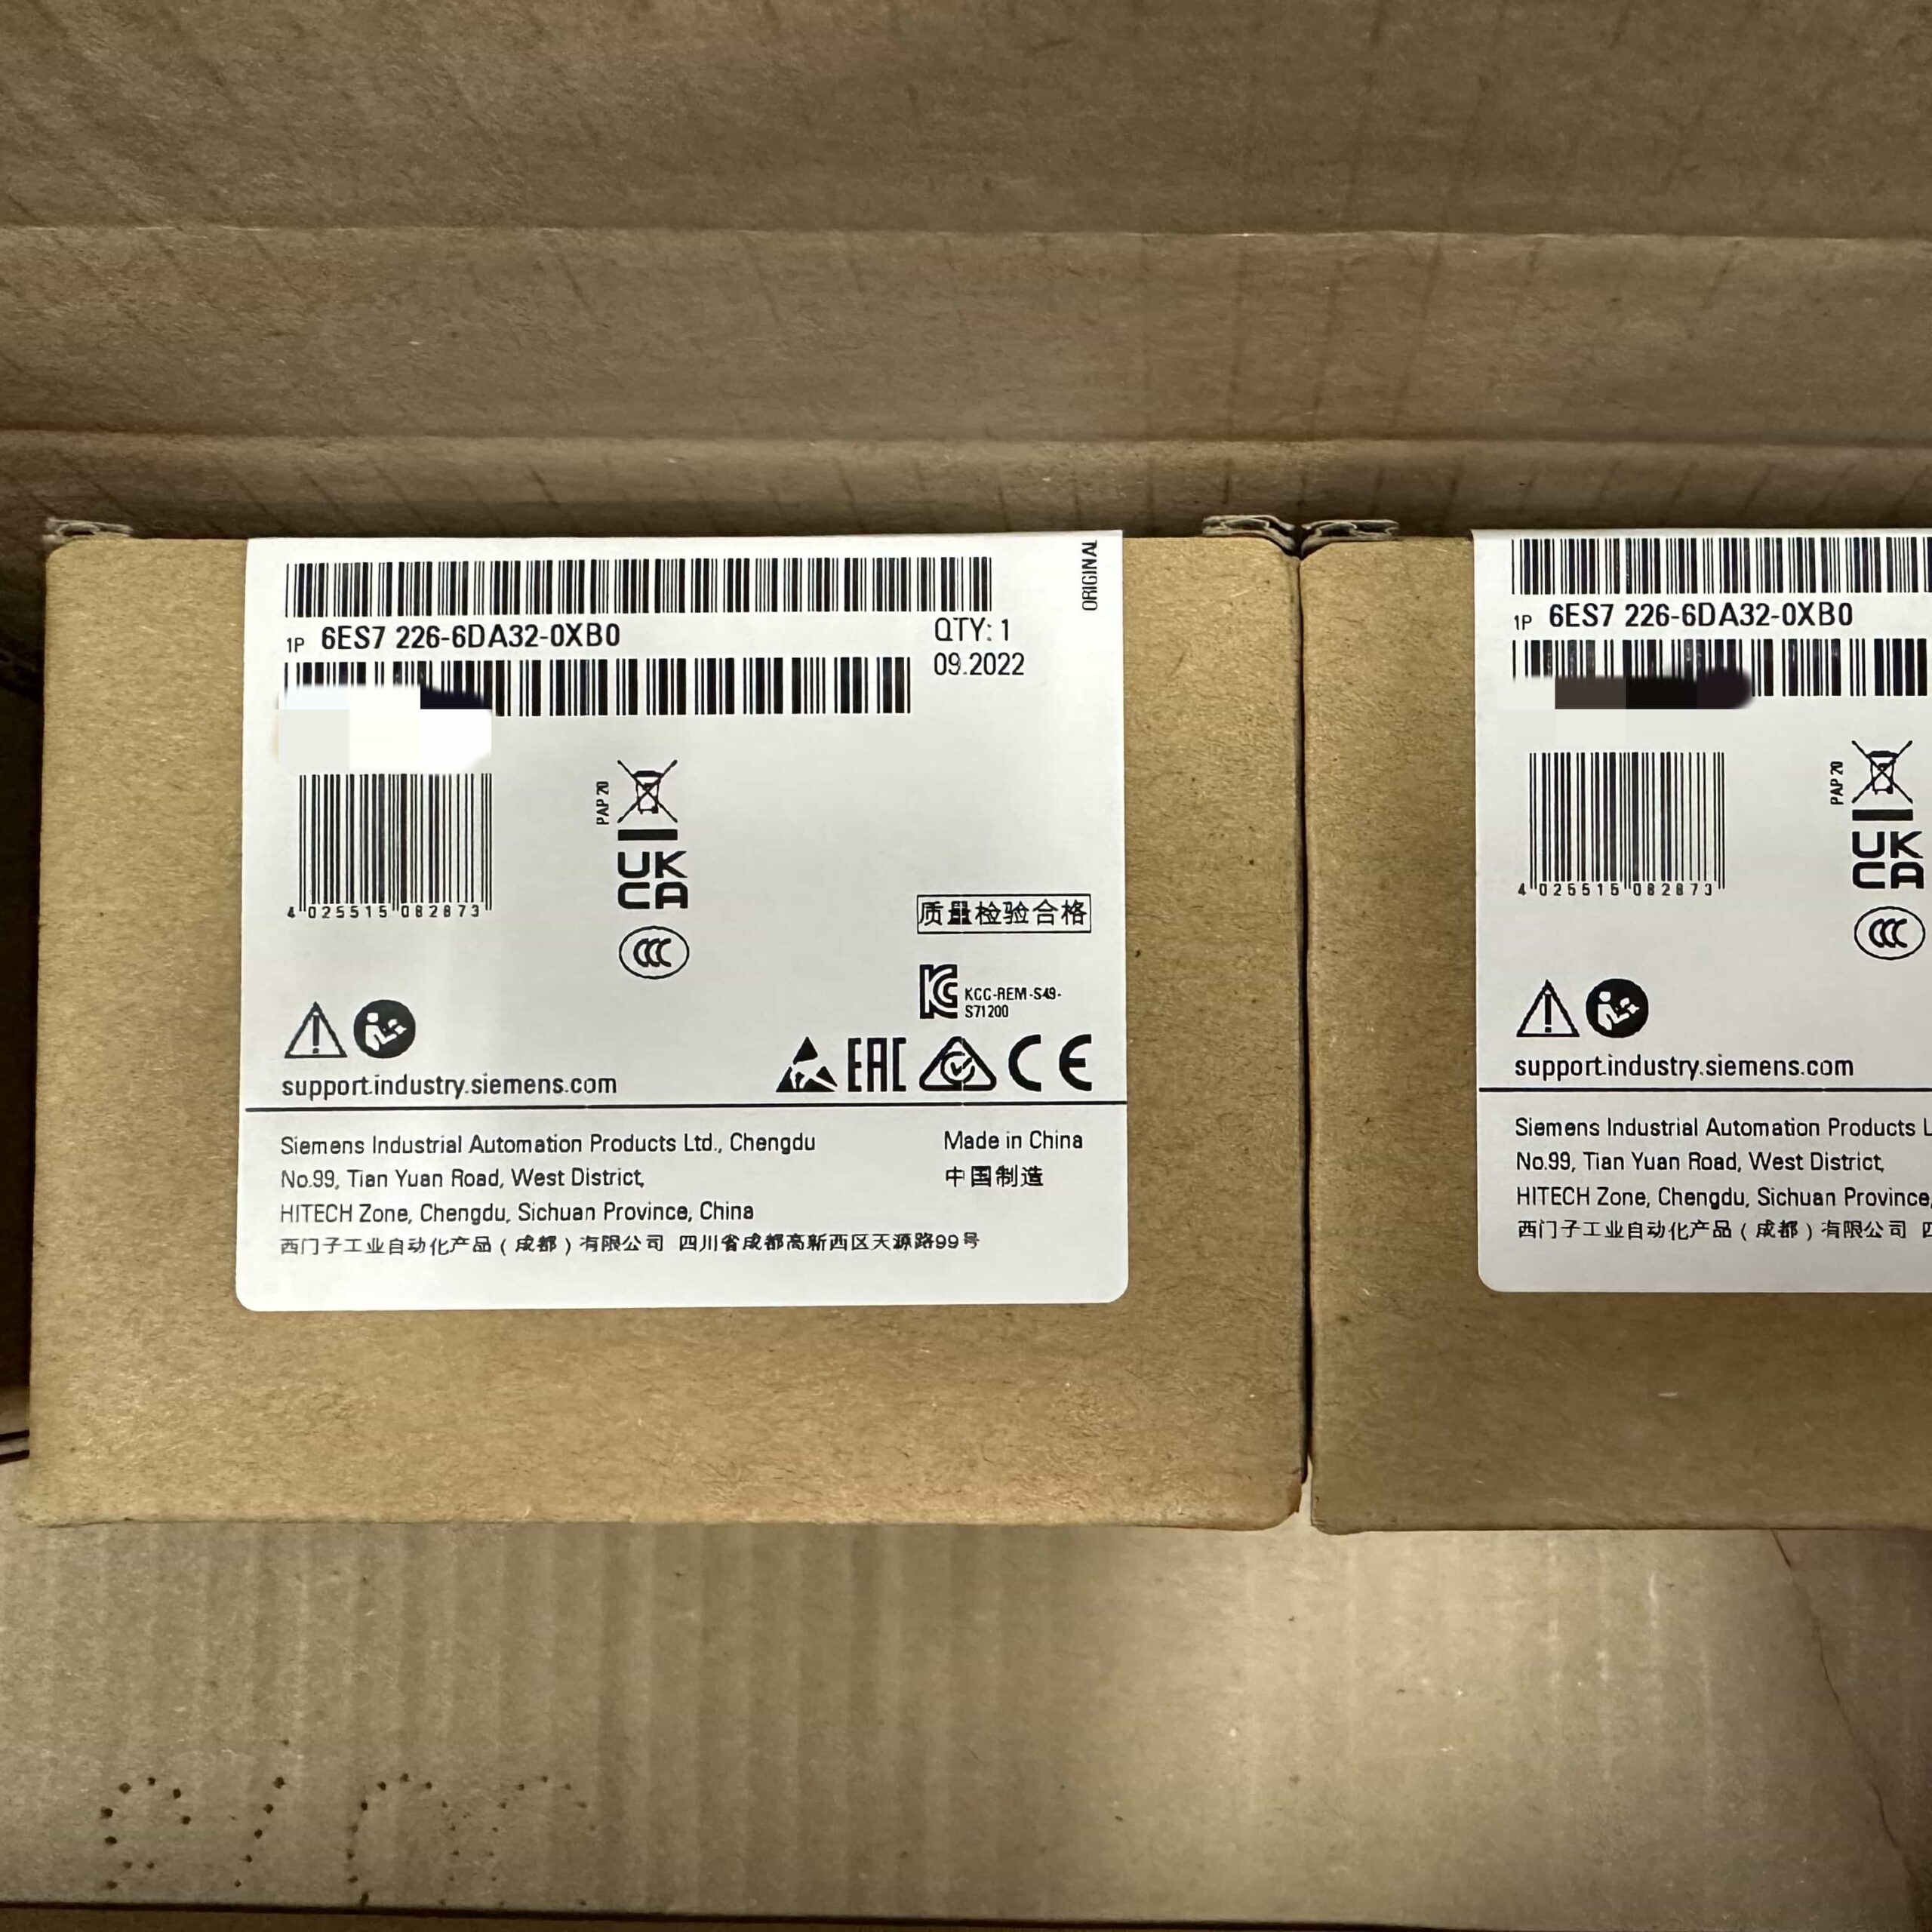 ORIGINAL
1P 6ES7 226-6DA32-0XB0
QTY: 1
09.2022
PAP 20
UK
CA
4 025515 082873
CCC
质量检验合格
KC KCC-REM-S49-
S71200
EAC CE
support.industry.siemens.com
Siemens Industrial Automation Products Ltd., Chengdu
Made in China
No.99, Tian Yuan Road, West District,
中国制造
HITECH Zone, Chengdu, Sichuan Province, China
西门子工业自动化产品(成都)有限公司 四川省成都高新西区天源路99号
1P 6ES7 226-6DA32-0XB0
PAP 20
UK
CA
4 025515 082873
CCC
support.industry.siemens.com
Siemens Industrial Automation Products
No.99, Tian Yuan Road, West District,
HITECH Zone, Chengdu, Sichuan Province,
西门子工业自动化产品(成都)有限公司